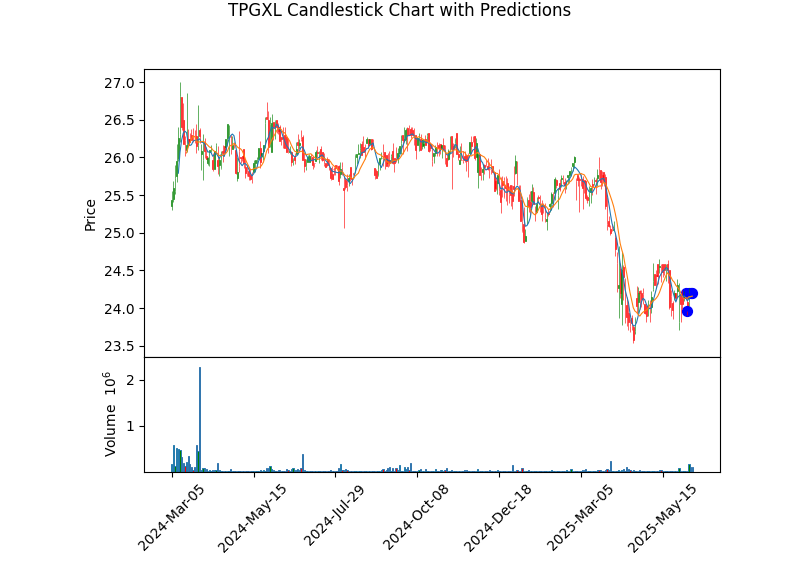 TPGXL Candlestick Chart with Predictions
27.0
26.5
26.0
25.5
25.0
24.5
24.0
23.5
Price
2
1
Volume 10^6
2024-Mar-05
2024-May-15
2024-Jul-29
2024-Oct-08
2024-Dec-18
2025-Mar-05
2025-May-15